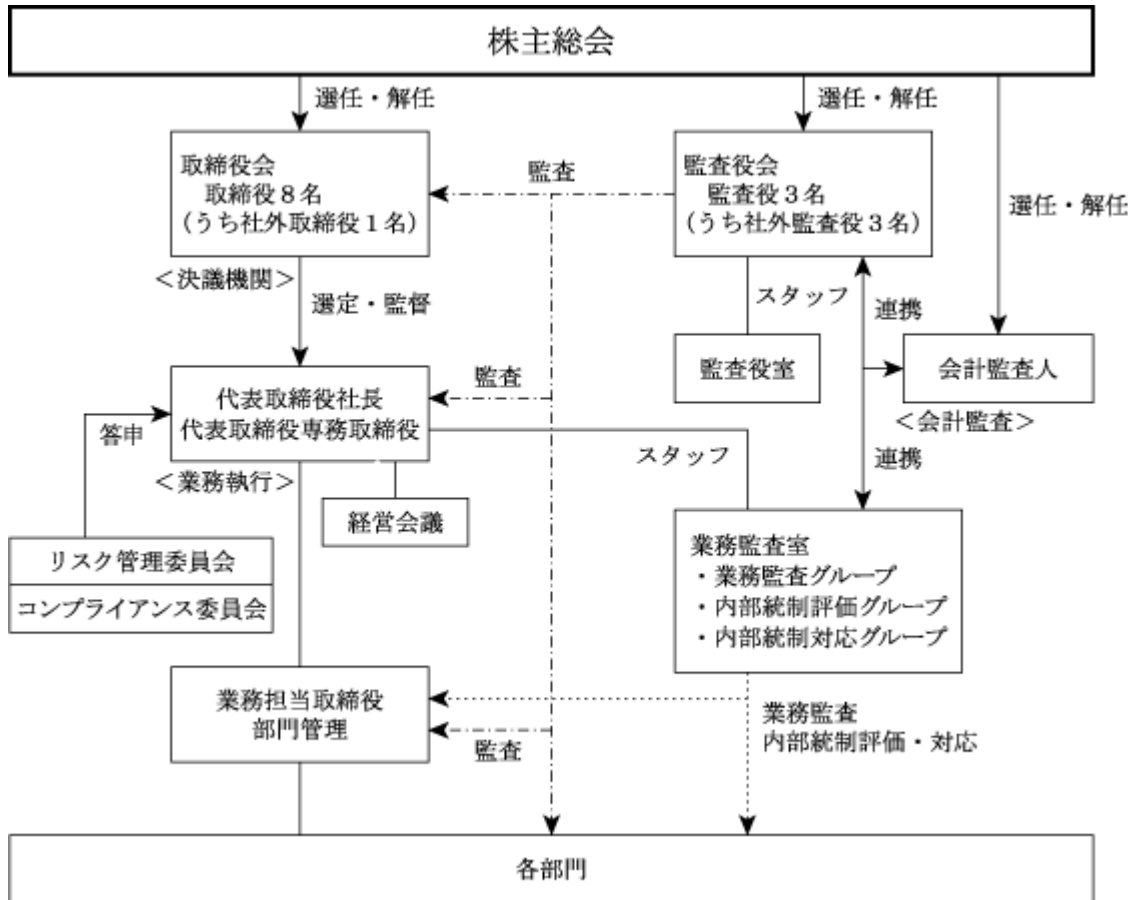 株主総会
選任・解任
選任・解任
取締役会
取締役8名
(うち社外取締役1名)
監査
監査役会
監査役3名
(うち社外監査役3名)
選任・解任
<決議機関>
選定・監督
スタッフ
連携
監査役室
会計監査人
<会計監査>
監査
代表取締役社長
代表取締役専務取締役
答申
<業務執行>
スタッフ
連携
経営会議
リスク管理委員会
コンプライアンス委員会
業務監査室
・業務監査グループ
・内部統制評価グループ
・内部統制対応グループ
業務担当取締役
部門管理
監査
業務監査
内部統制評価・対応
各部門